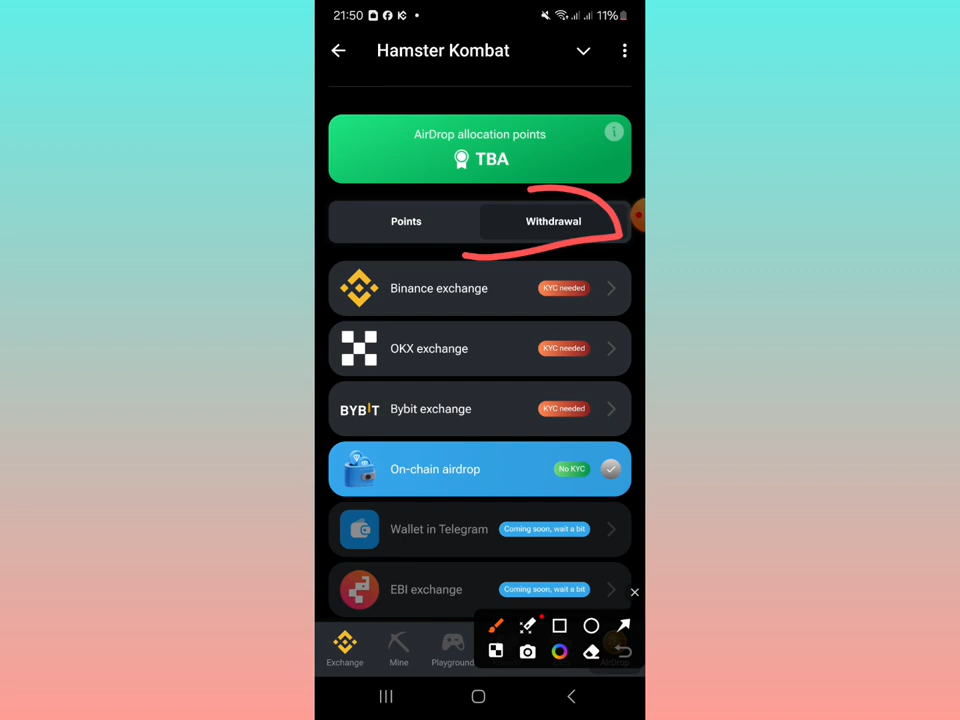 21:50
11%
Hamster Kombat
AirDrop allocation points
TBA
Points
Withdrawal
Binance exchange
KYC needed
OKX exchange
KYC needed
BYBIT
Bybit exchange
KYC needed
On-chain airdrop
No KYC
Wallet in Telegram
Coming soon, wait a bit
EBI exchange
Coming soon, wait a bit
Exchange
Mine
Playground
AirDrop